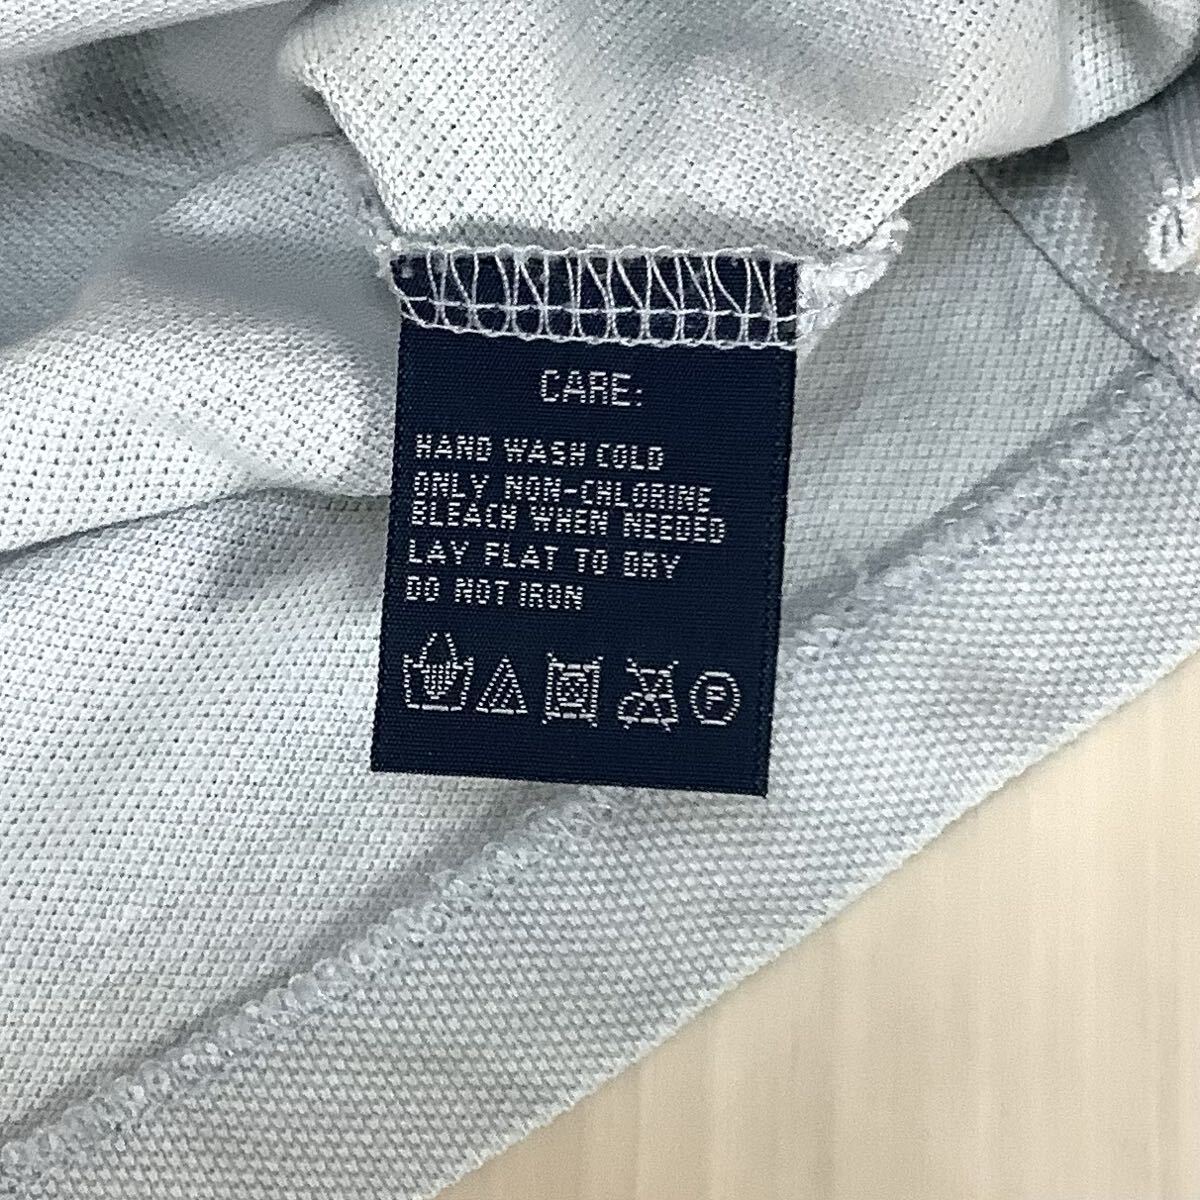 CARE:
HAND WASH COLD
ONLY NON-CHLORINE
BLEACH WHEN NEEDED
LAY FLAT TO DRY
DO NOT IRON
P